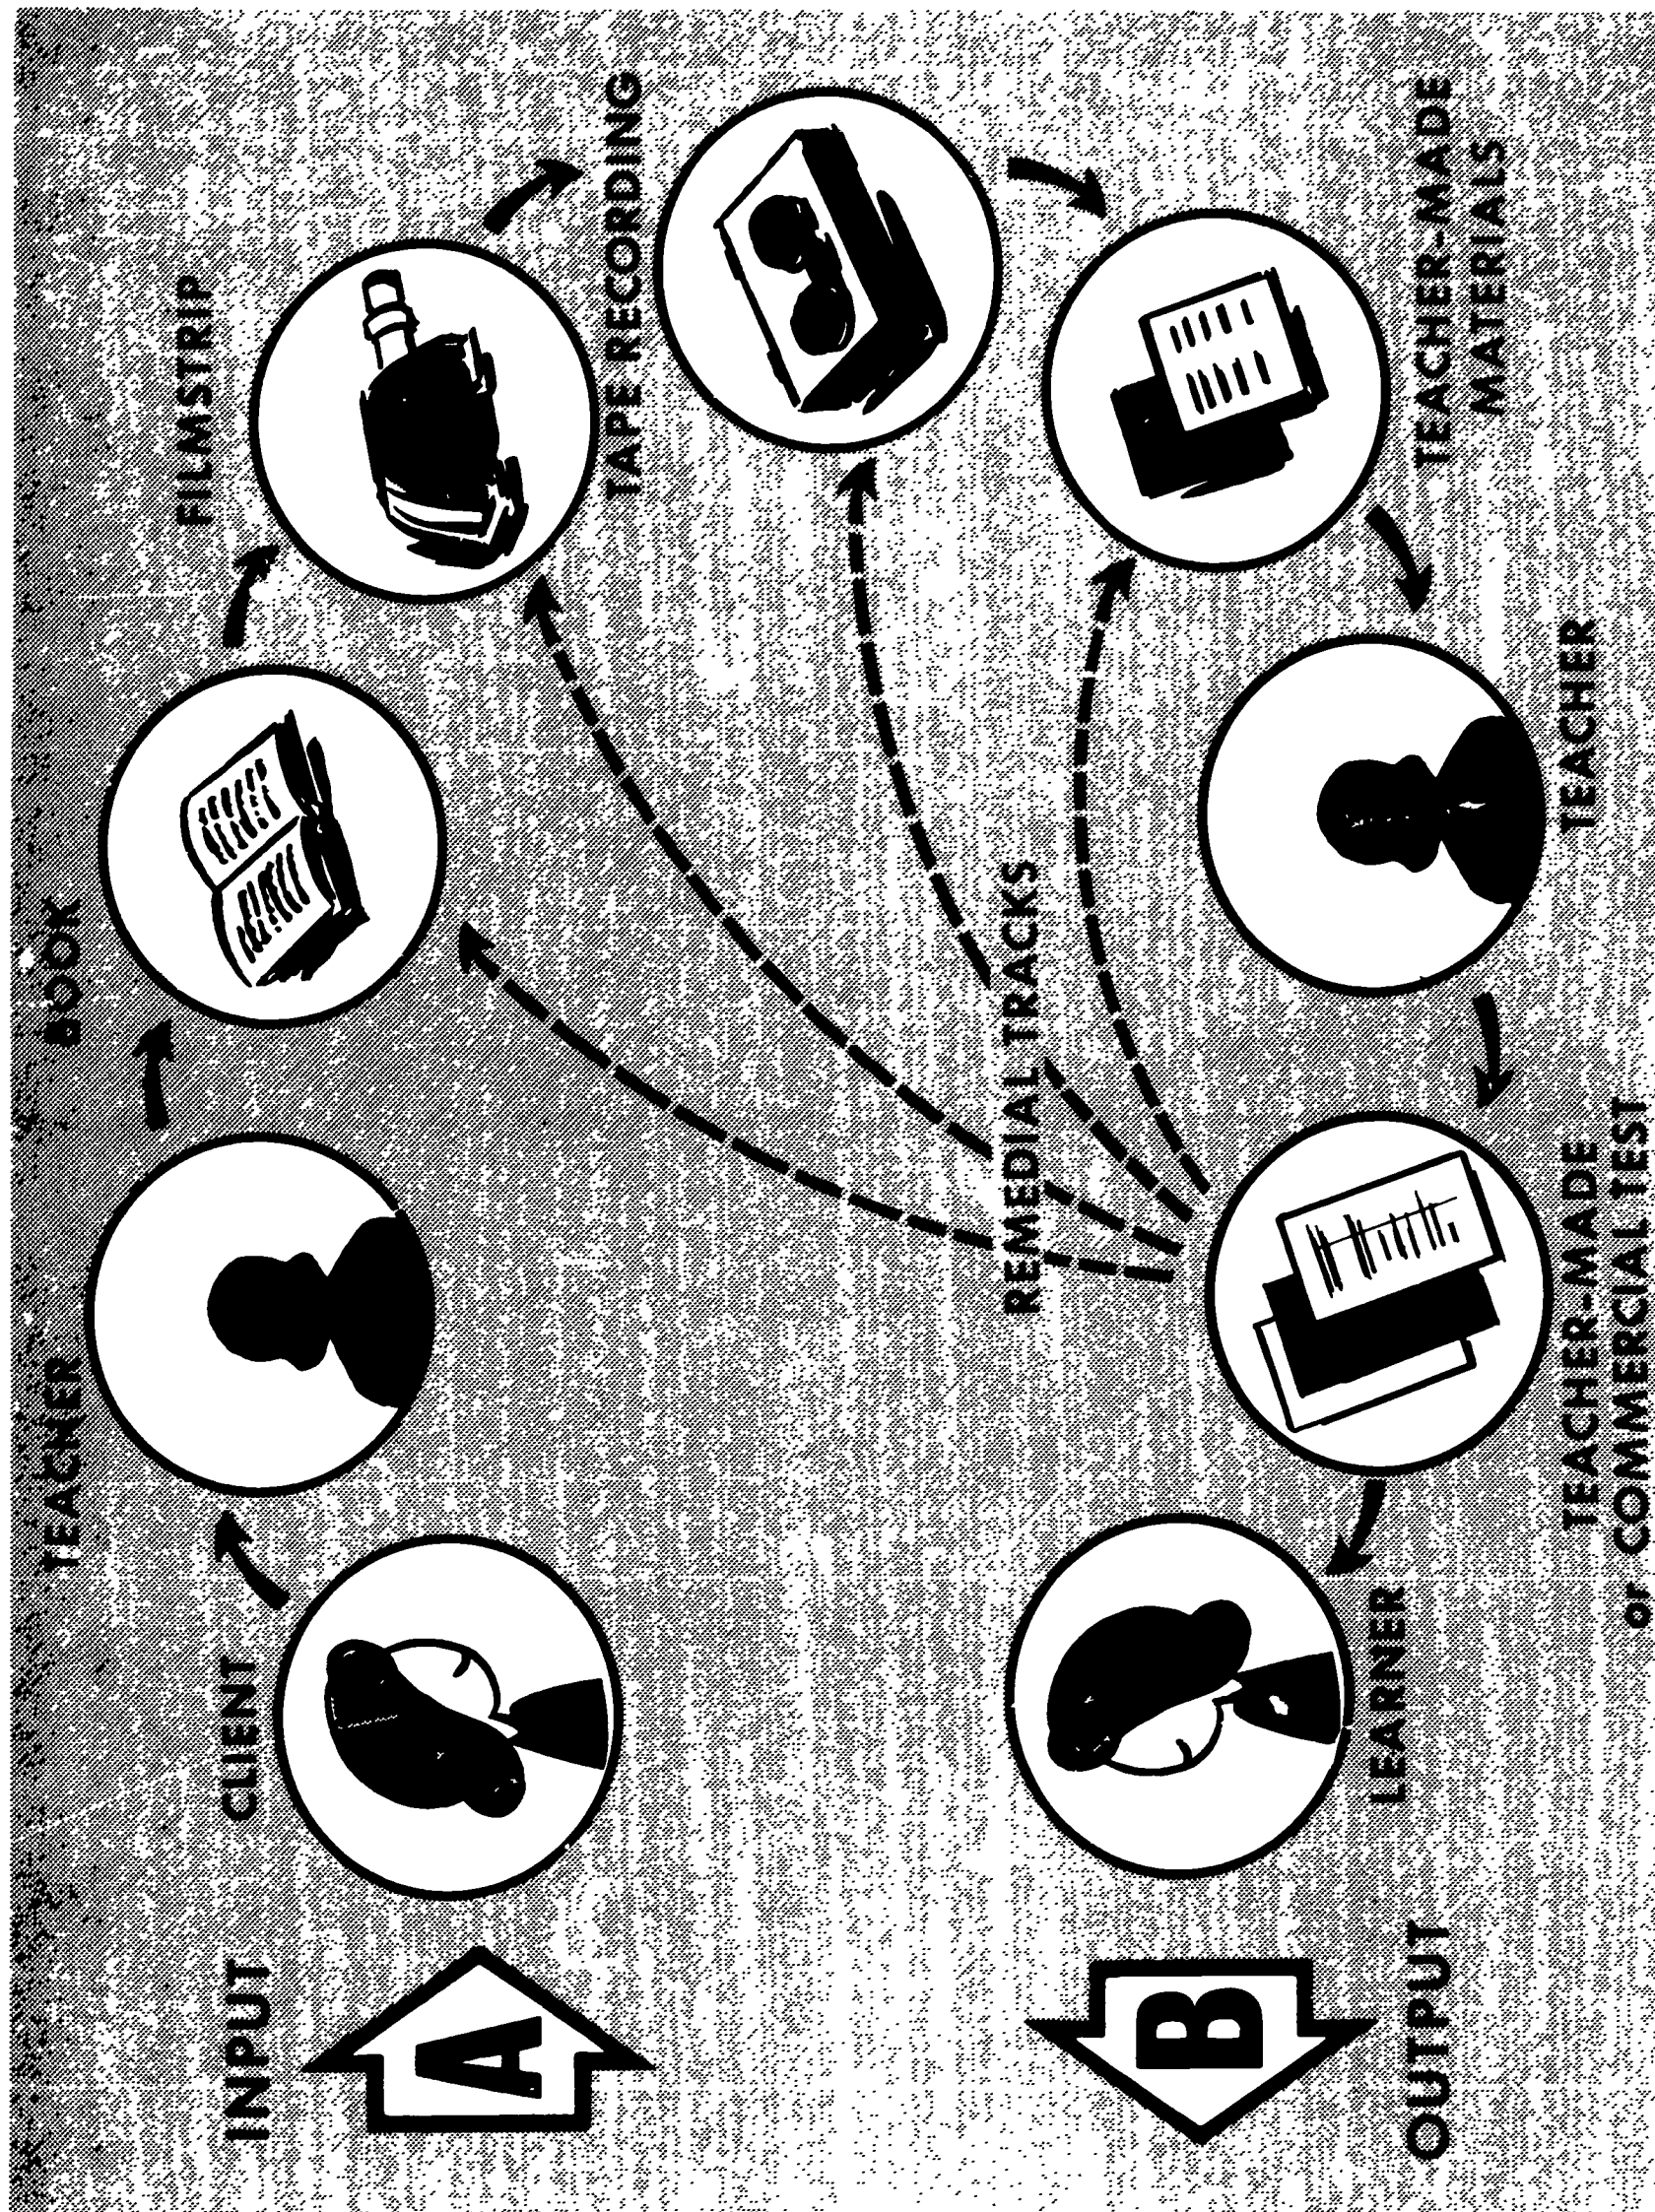 INPUT
A
CLIENT
TEACHER
BOOK
FILMSTRIP
TAPE RECORDING
TEACHER-MADE
MATERIALS
TEACHER
REMEDIAL TRACKS
TEACHER-MADE
or COMMERCIAL TEST
LEARNER
B
OUTPUT